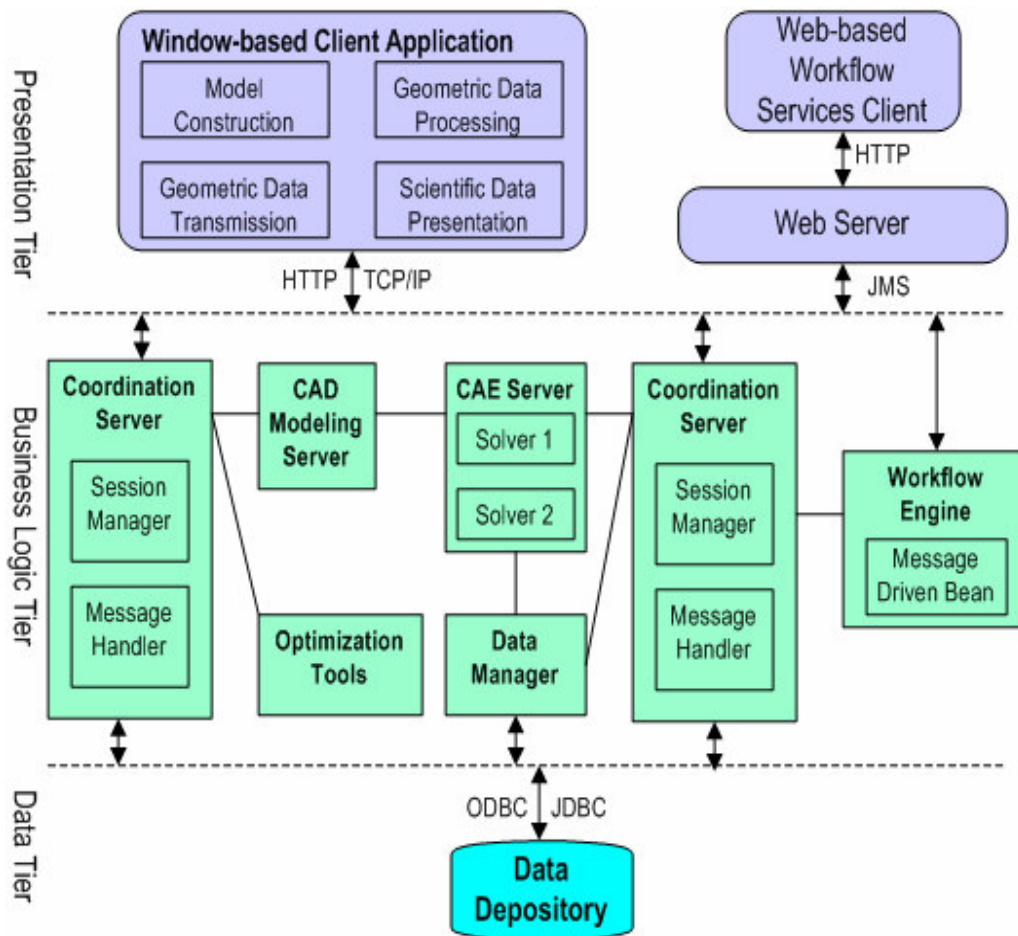 Presentation Tier
Window-based Client Application
Model
Construction
Geometric Data
Processing
Geometric Data
Transmission
Scientific Data
Presentation
Web-based
Workflow
Services Client
HTTP
Web Server
HTTP
TCP/IP
JMS
Business Logic Tier
Coordination
Server
Session
Manager
Message
Handler
CAD
Modeling
Server
Optimization
Tools
CAE Server
Solver 1
Solver 2
Data
Manager
Coordination
Server
Session
Manager
Message
Handler
Workflow
Engine
Message
Driven Bean
Data Tier
ODBC
JDBC
Data
Depository